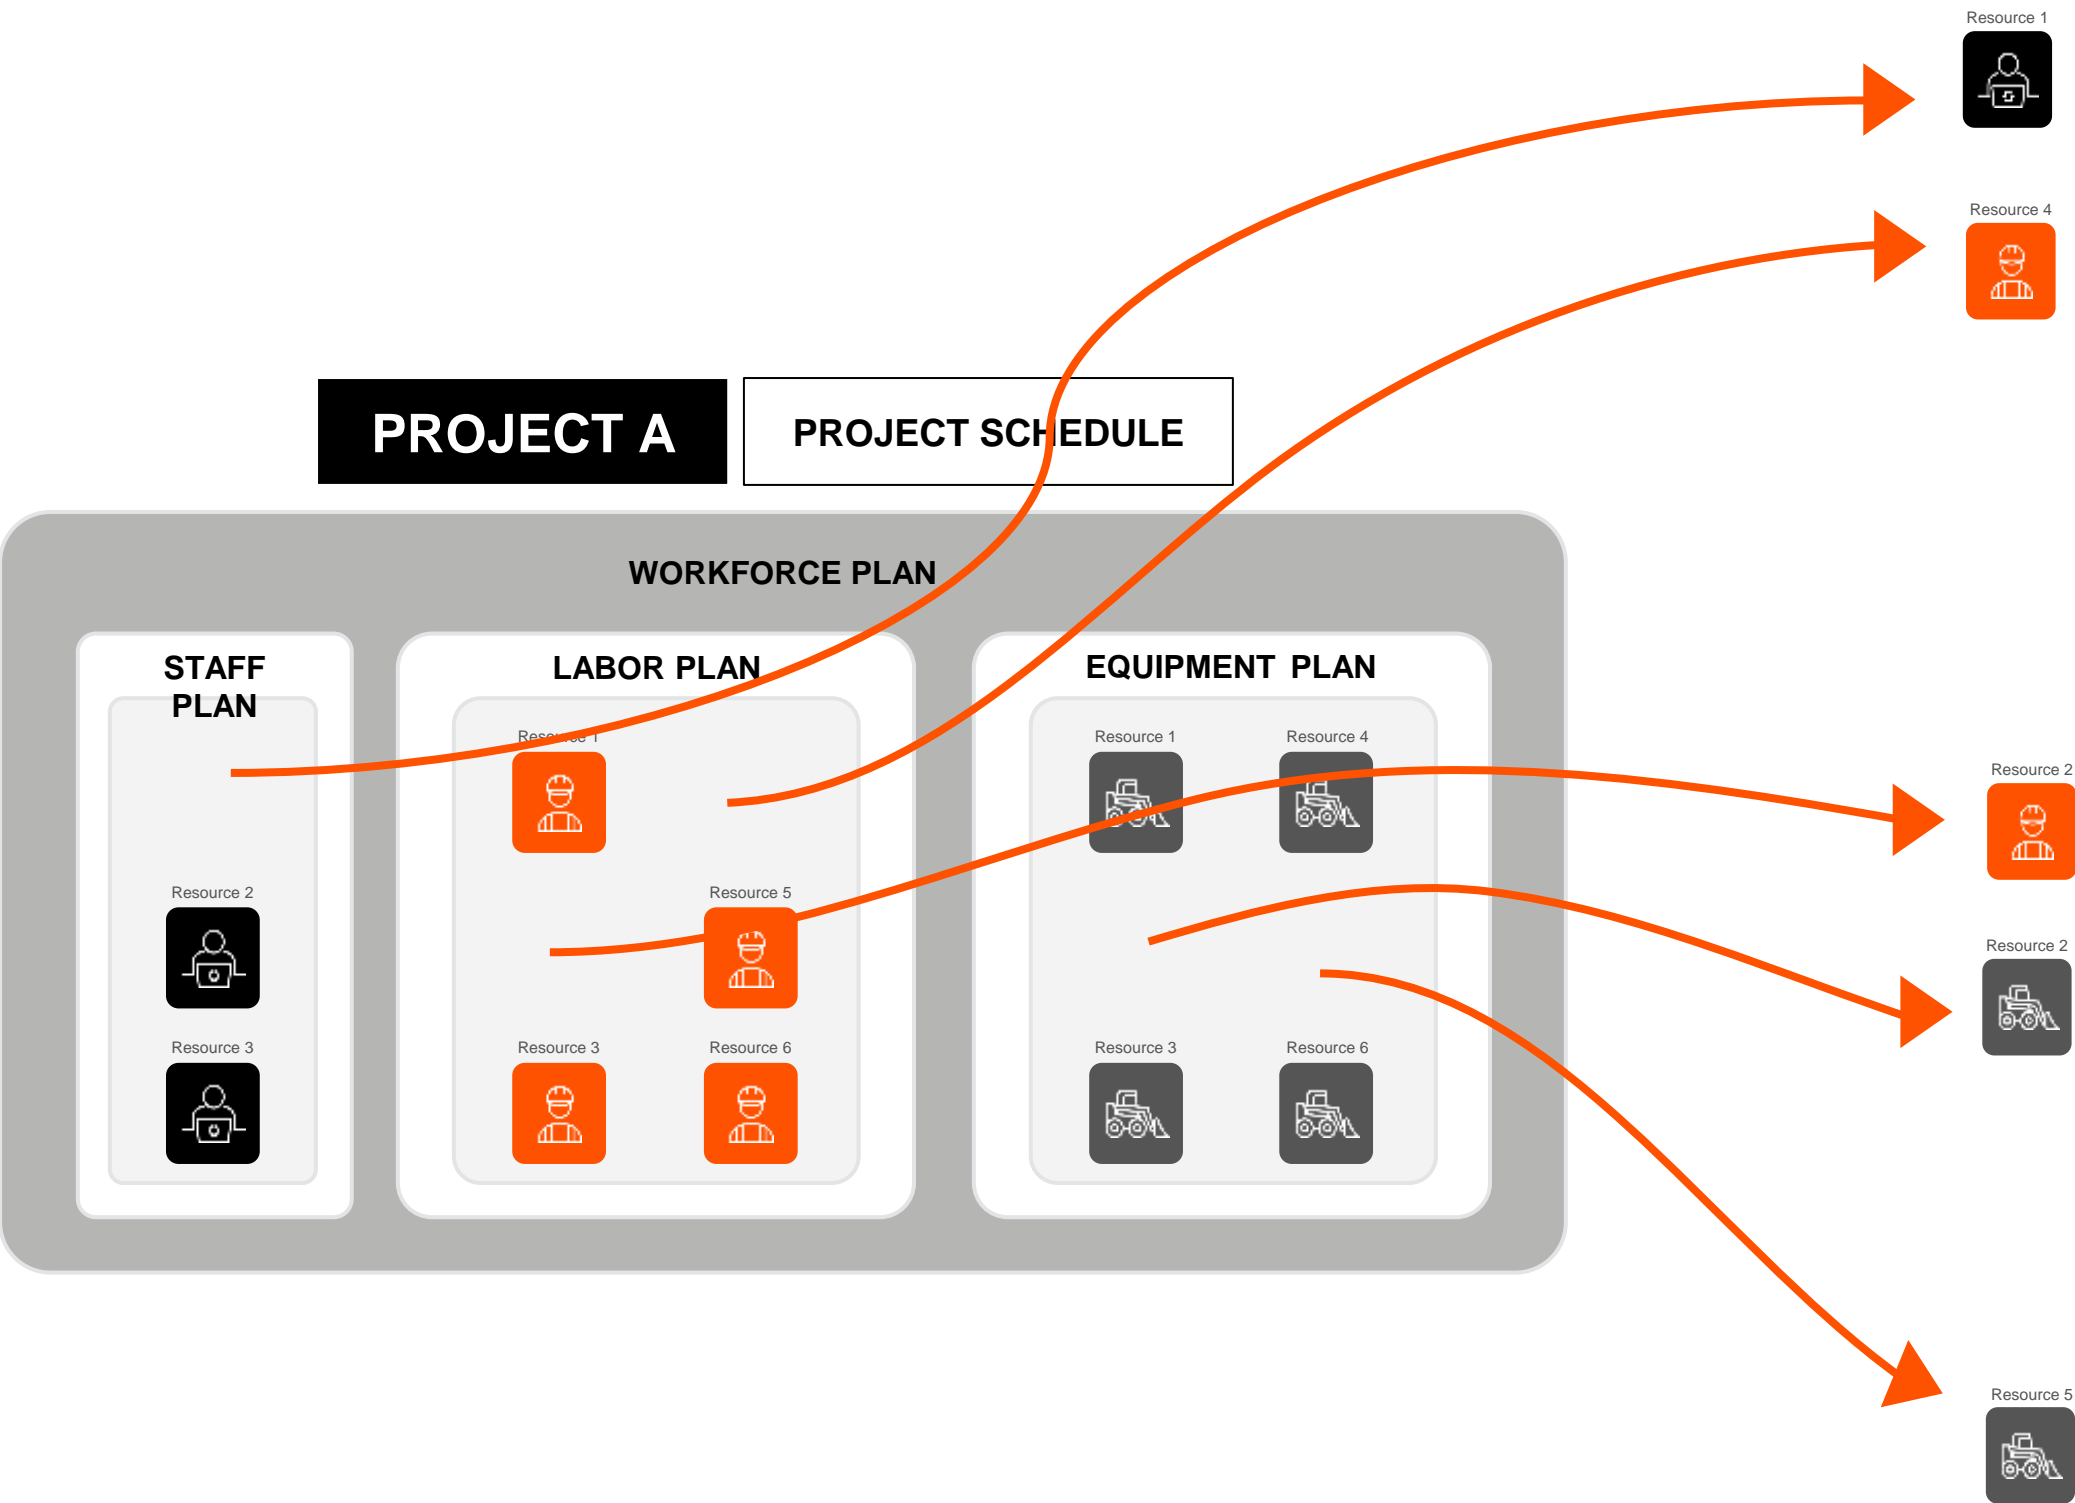 Resource 1
Resource 4
PROJECT A
PROJECT SCHEDULE
WORKFORCE PLAN
STAFF
PLAN
Resource 2
Resource 3
LABOR PLAN
Resource 1
Resource 5
Resource 3
Resource 6
EQUIPMENT PLAN
Resource 1
Resource 4
Resource 3
Resource 6
Resource 2
Resource 2
Resource 5